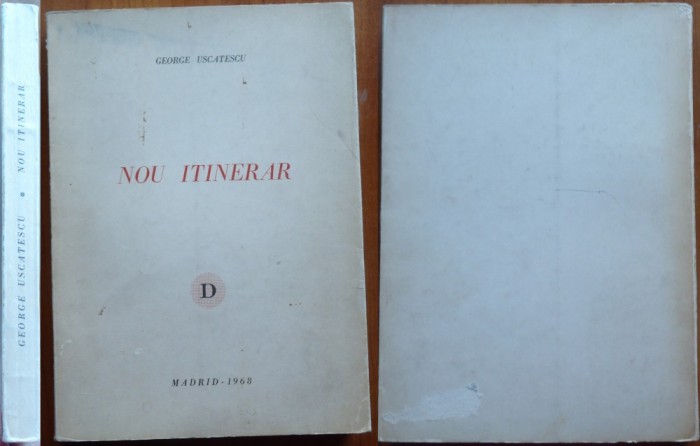 GEORGE USCATESCU • NOU ITINERAR
GEORGE USCATESCU
NOU ITINERAR
D
MADRID - 1968